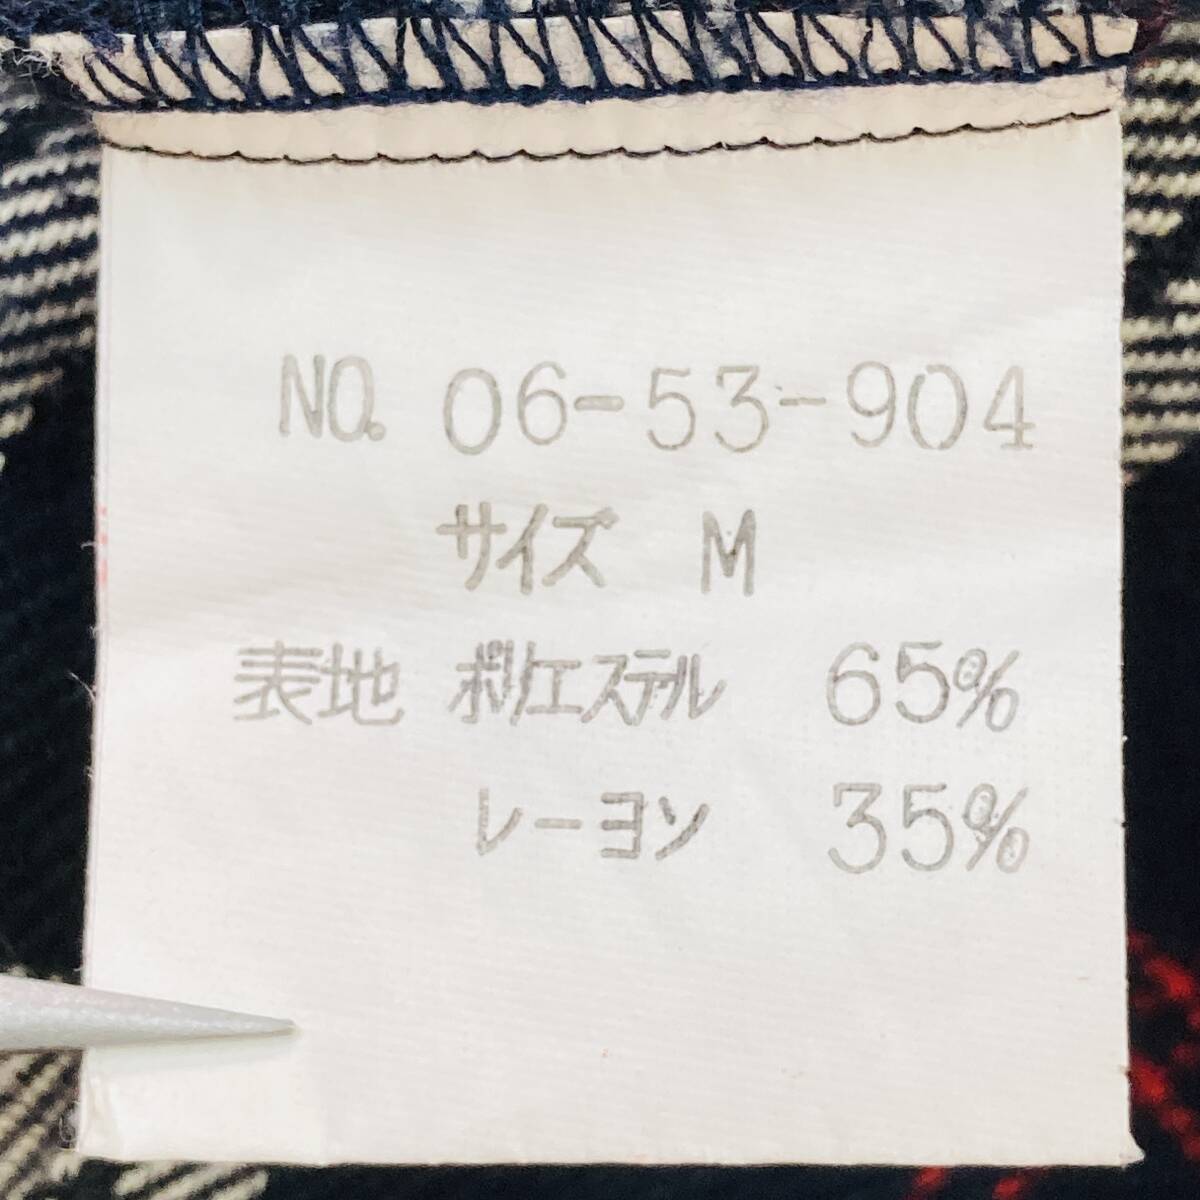 NO. 06-53-904
サイズ M
表地 ポリエステル 65%
レーヨン 35%